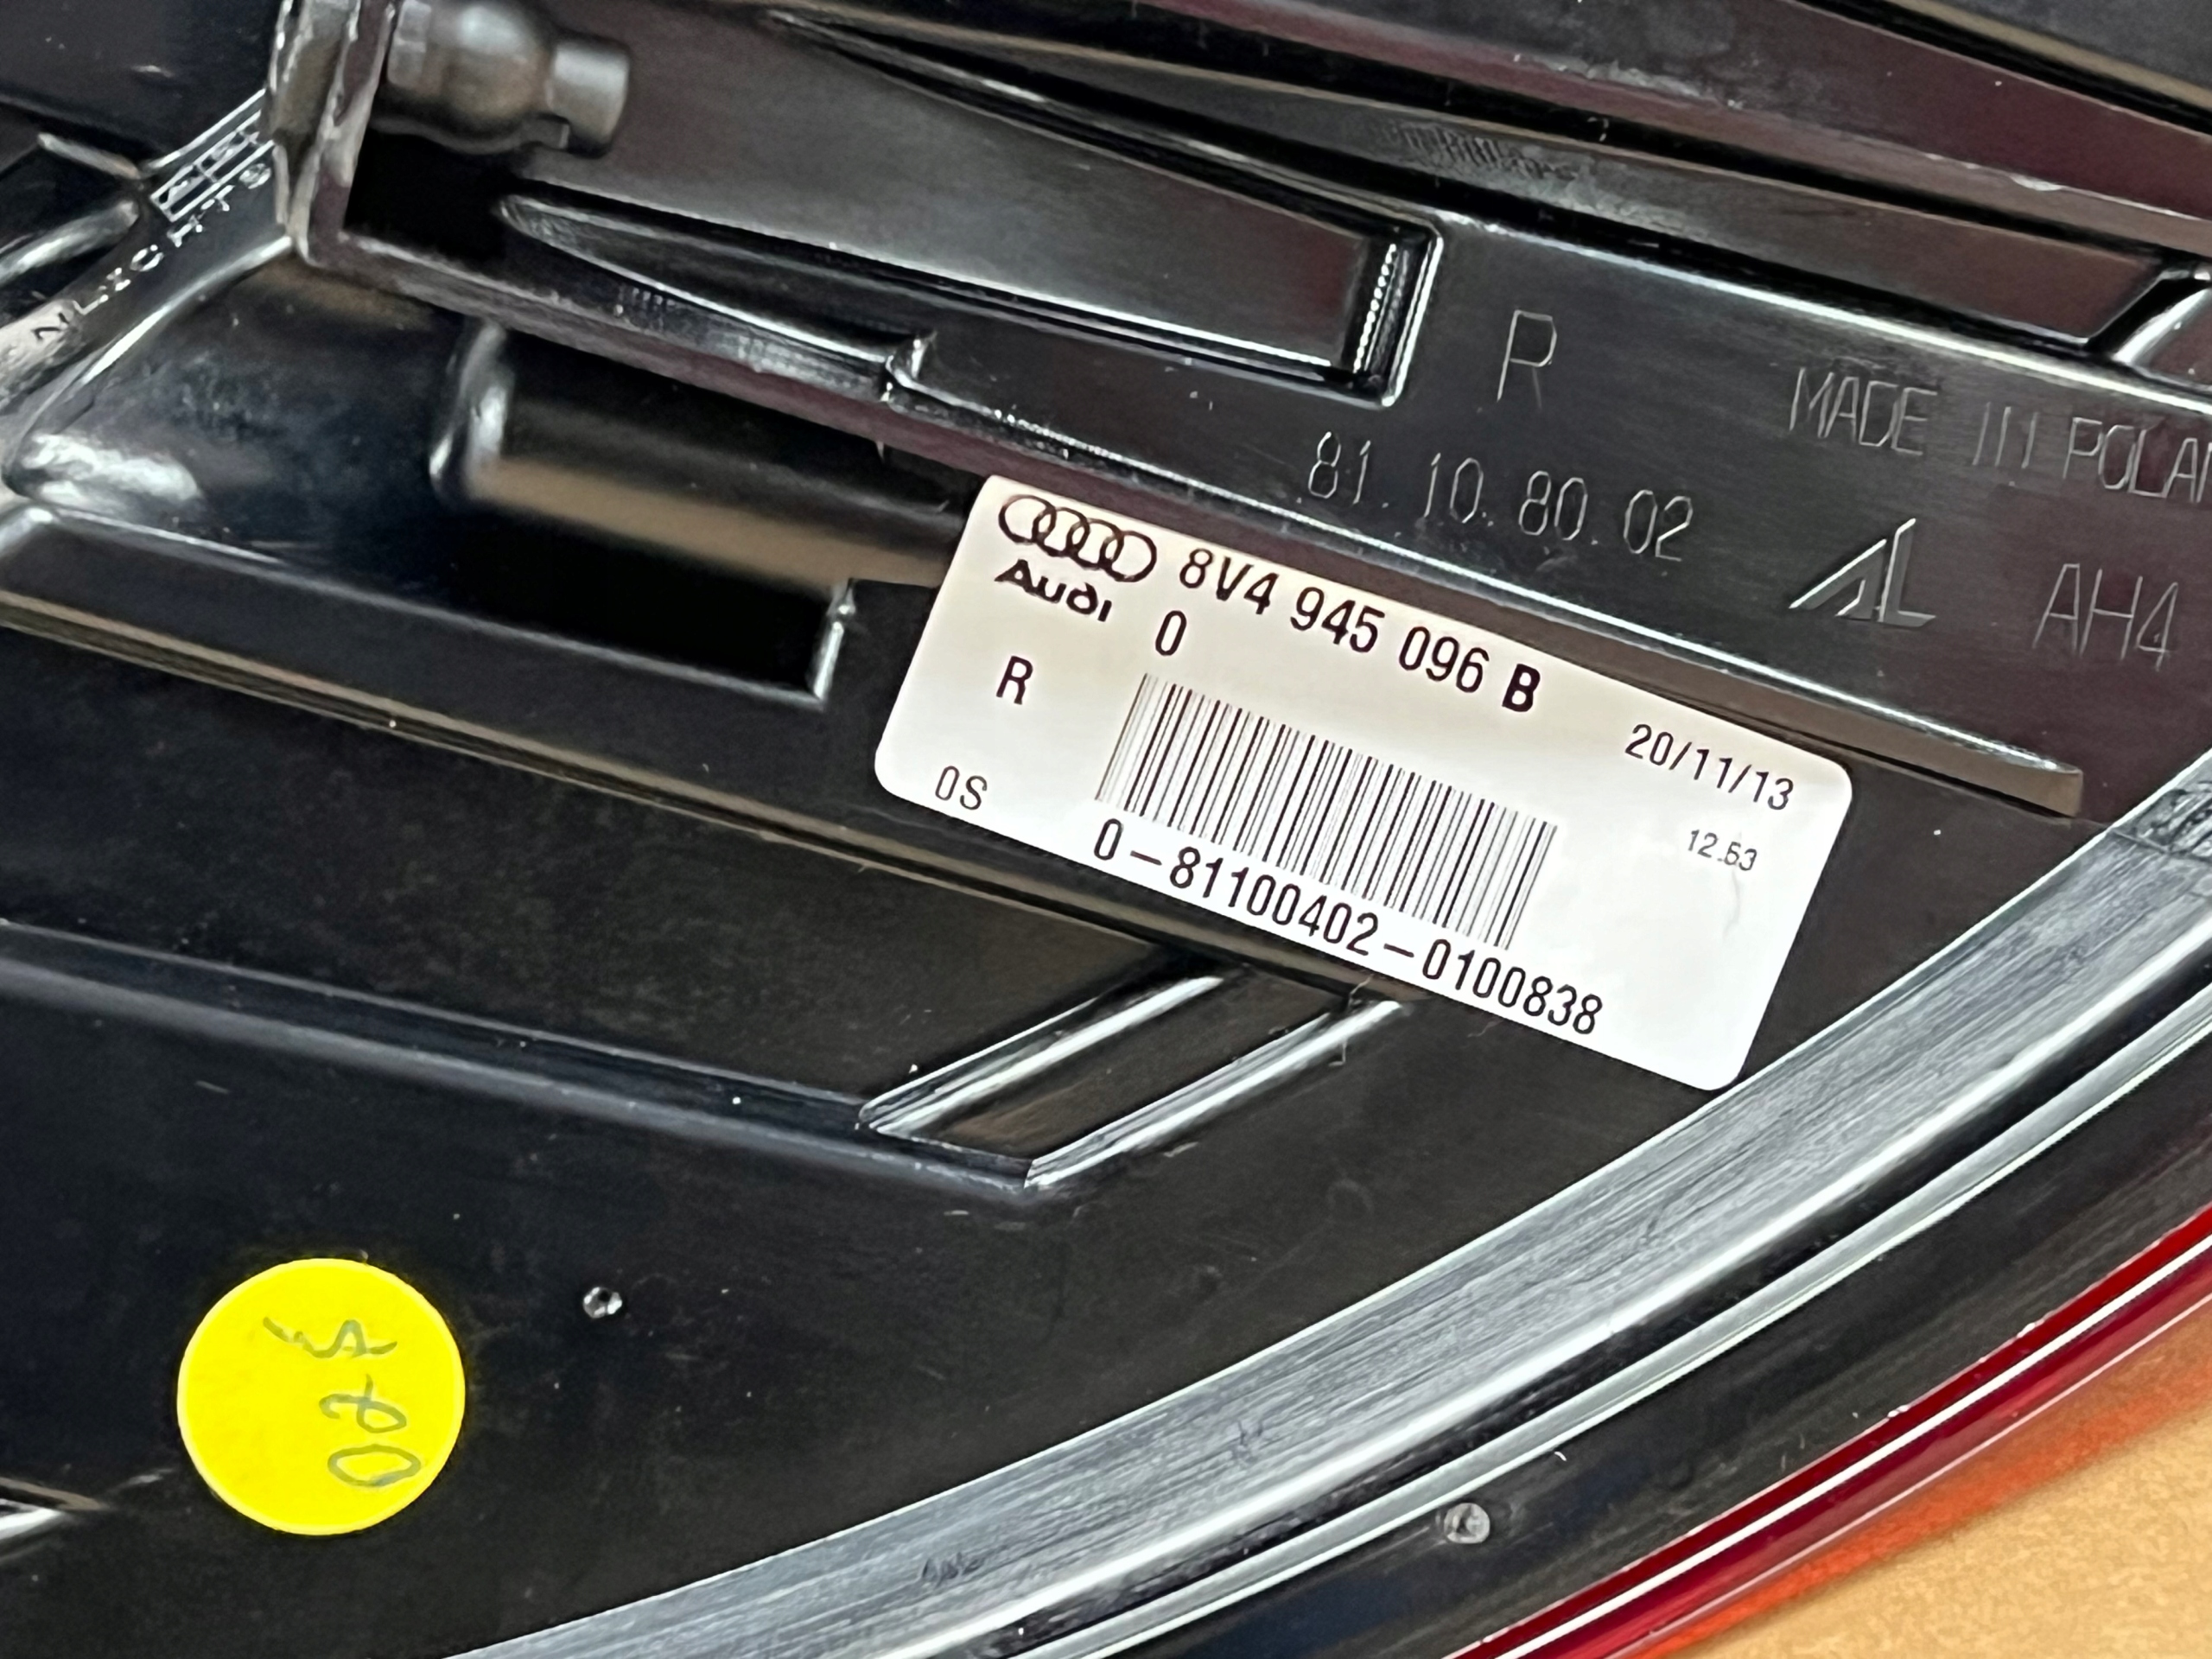 R
MADE IN POLAN
81.10.80.02
AL
AH4
Audi
8V4 945 096 B
0
R
20/11/13
0S
12.53
0-81100402-0100838